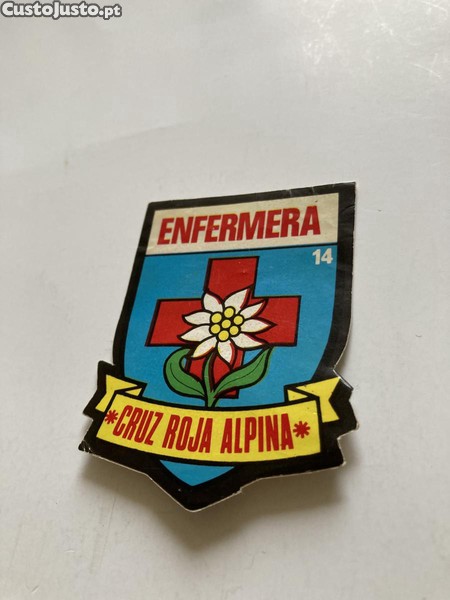 CustoJusto.pt
ENFERMERA
14
*CRUZ ROJA ALPINA*